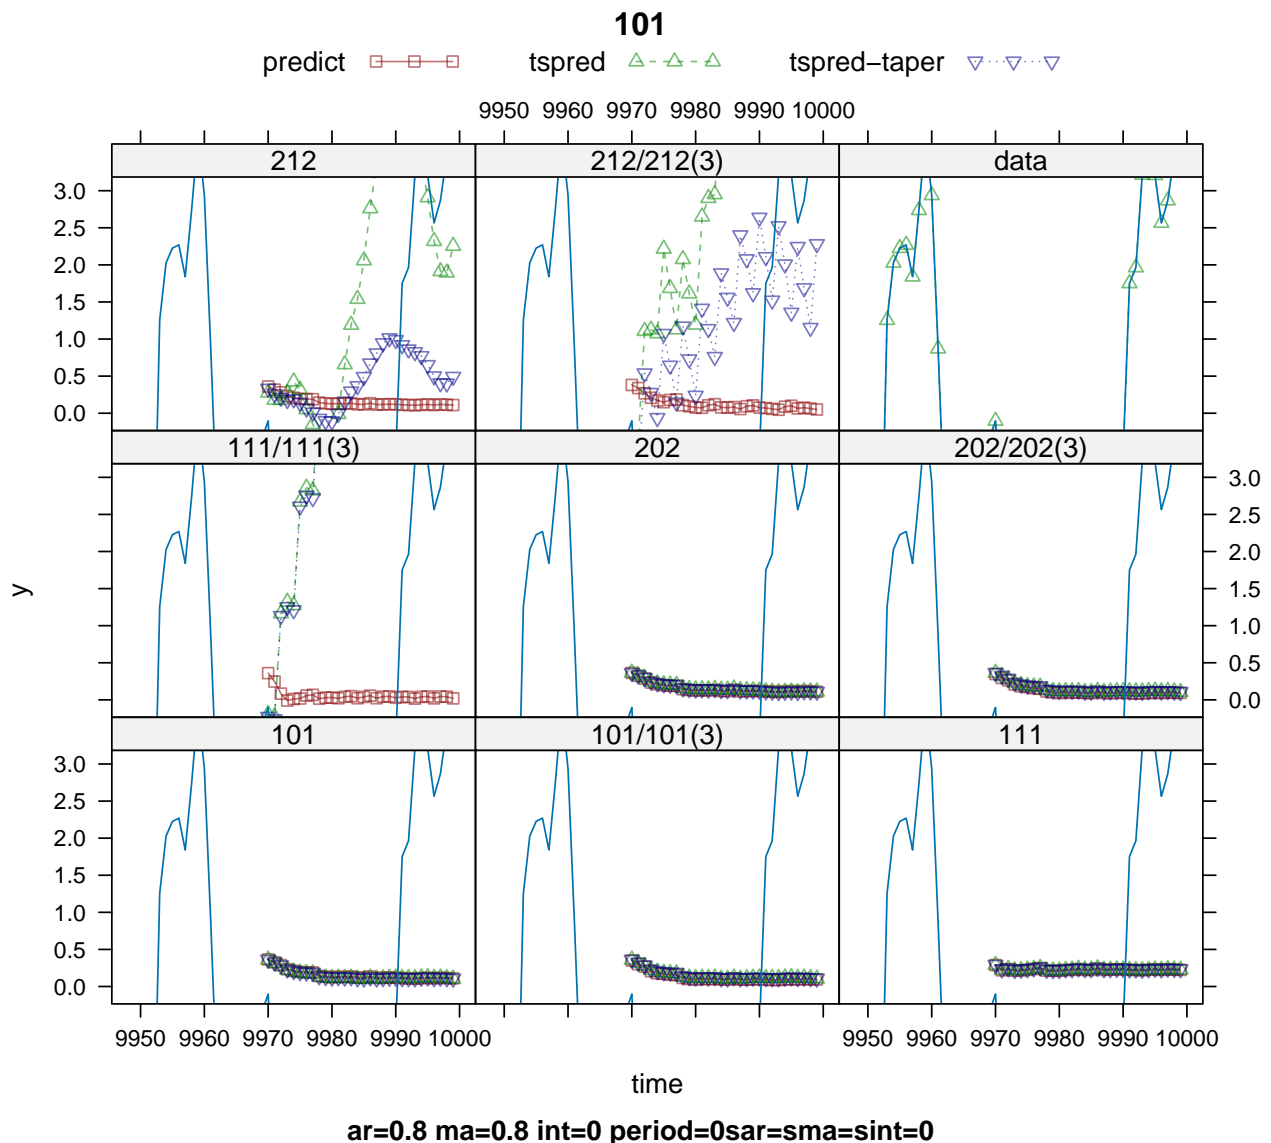 101
predict tspred tspred−taper
9950 9960 9970 9980 9990 10000
212 212/212(3) data
3.0
2.5
2.0
1.5
1.0
0.5
0.0
111/111(3) 202 202/202(3)
3.0
2.5
2.0
1.5
1.0
0.5
0.0
y
101 101/101(3) 111
3.0
2.5
2.0
1.5
1.0
0.5
0.0
9950 9960 9970 9980 9990 10000 9950 9960 9970 9980 9990 10000
time
ar=0.8 ma=0.8 int=0 period=0sar=sma=sint=0